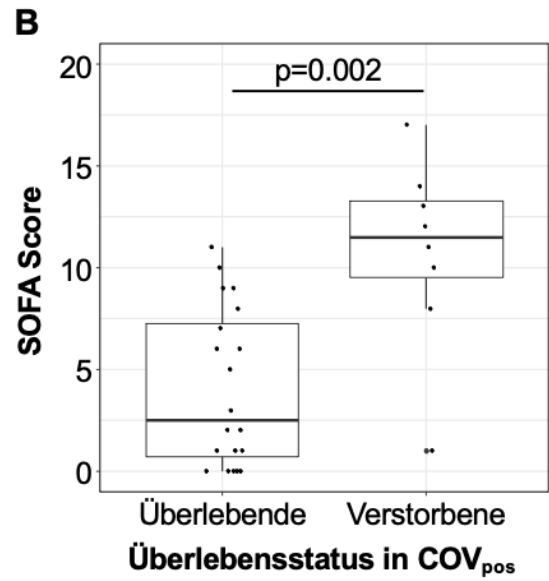 B
p=0.002
20
15
10
5
0
SOFA Score
Überlebende Verstorbene
Überlebensstatus in COVpos